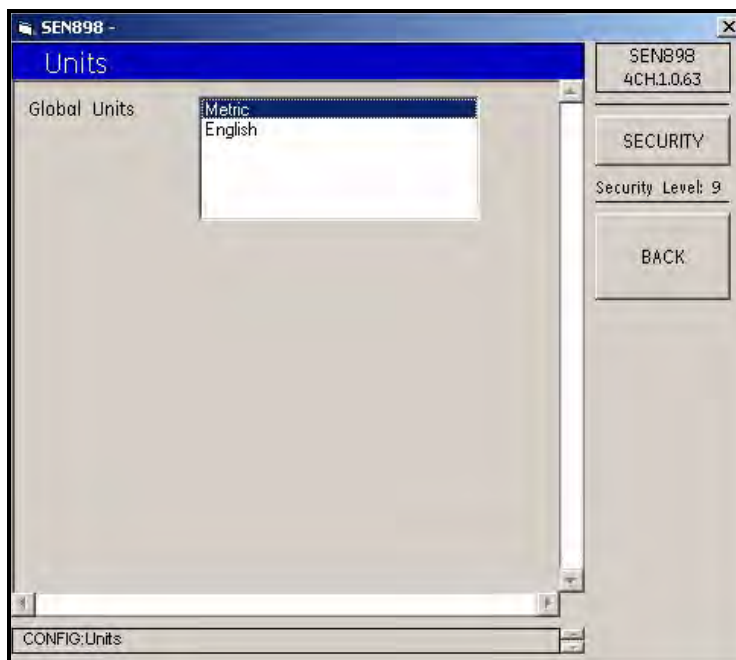 SEN898 -
Units
Global Units
Metric
English
SEN898
4CH.1.0.63
SECURITY
Security Level: 9
BACK
CONFIG:Units